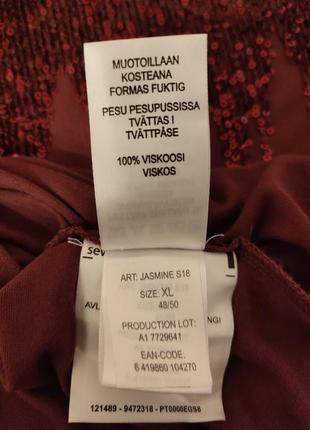 MUOTOILLAAN
KOSTEANA
FORMAS FUKTIG
PESU PESUPUSSISSA
TVÄTTAS I
TVÄTTPÅSE
100% VISKOOSI
VISKOS
ART: JASMINE S18
SIZE: XL
48/50
PRODUCTION LOT:
A1 7729641
EAN-CODE:
6 419860 104270
121489 - 9472318 - PT0000EGS8